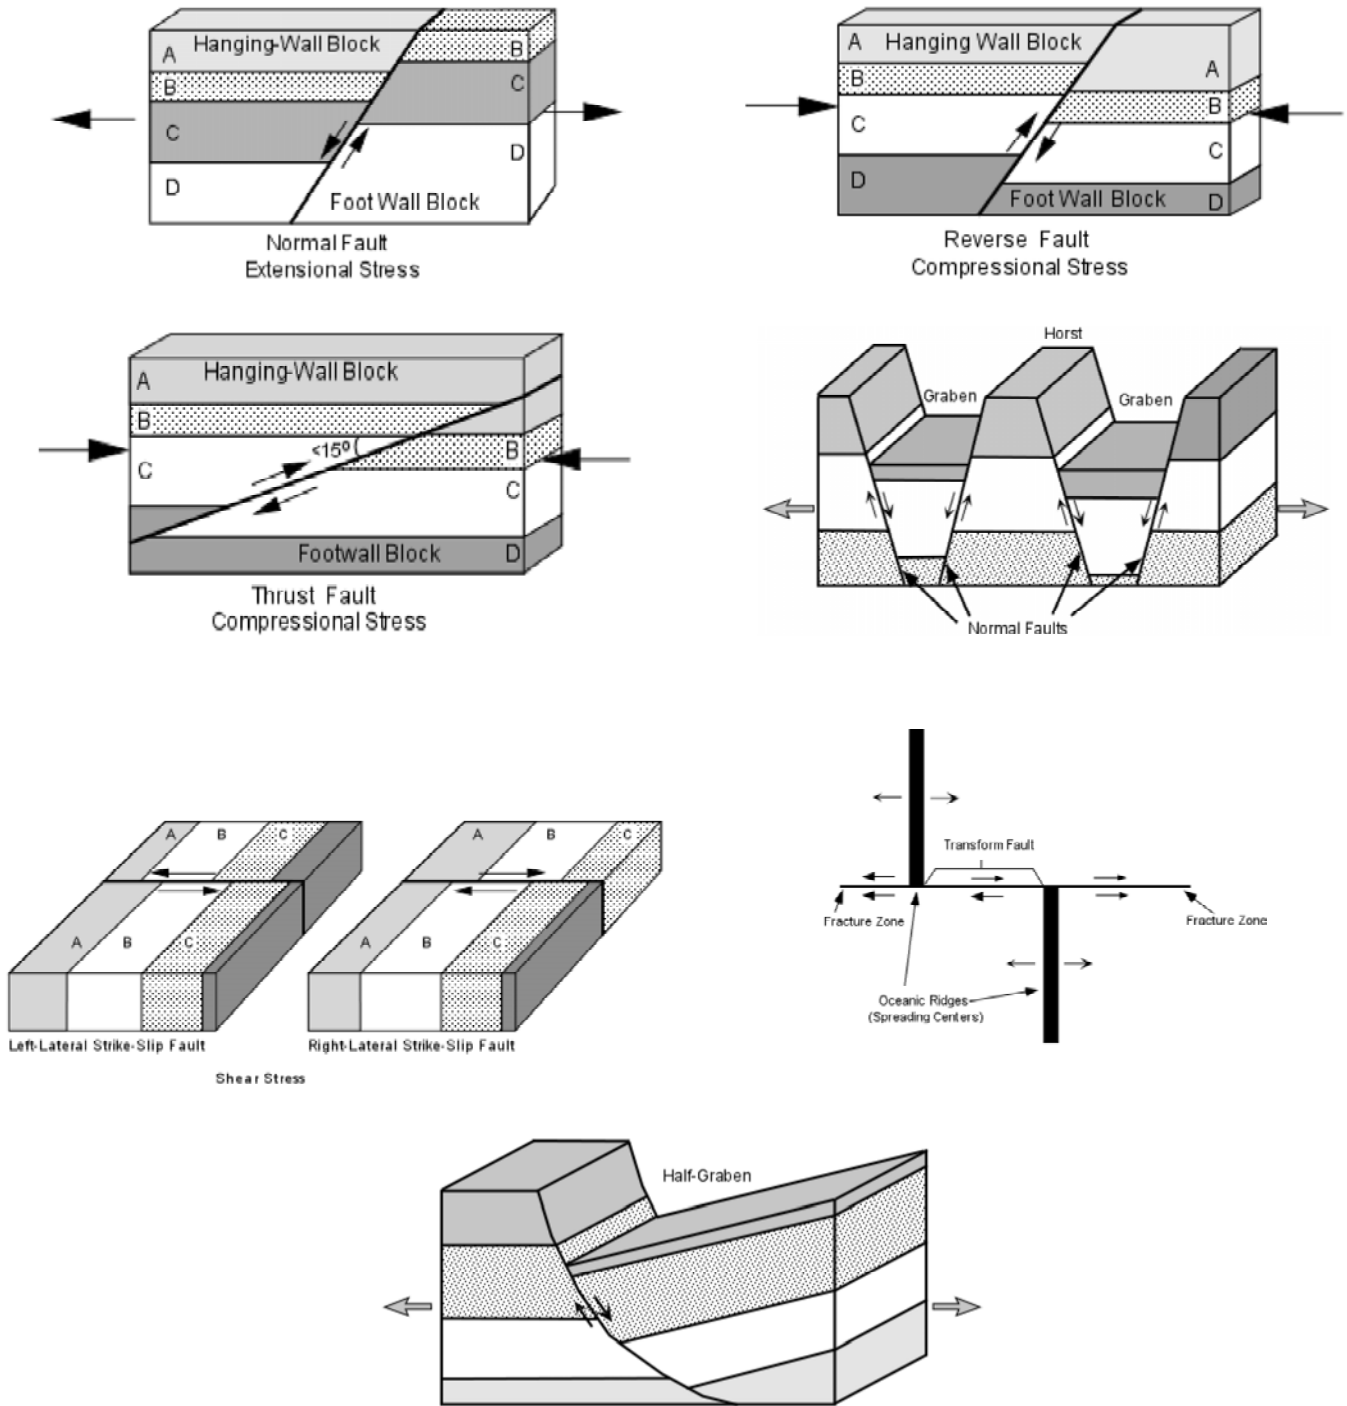 Hanging-Wall Block
A
B
C
D
B
C
D
Foot Wall Block
Normal Fault
Extensional Stress
A
Hanging Wall Block
B
C
D
A
B
C
Foot Wall Block
D
Reverse Fault
Compressional Stress
Hanging-Wall Block
A
B
C
<15º
B
C
Footwall Block
D
Thrust Fault
Compressional Stress
Horst
Graben
Graben
Normal Faults
A B C
A B C
Left-Lateral Strike-Slip Fault
A B C
A B C
Right-Lateral Strike-Slip Fault
Shear Stress
Transform Fault
Fracture Zone
Fracture Zone
Oceanic Ridges
(Spreading Centers)
Half-Graben